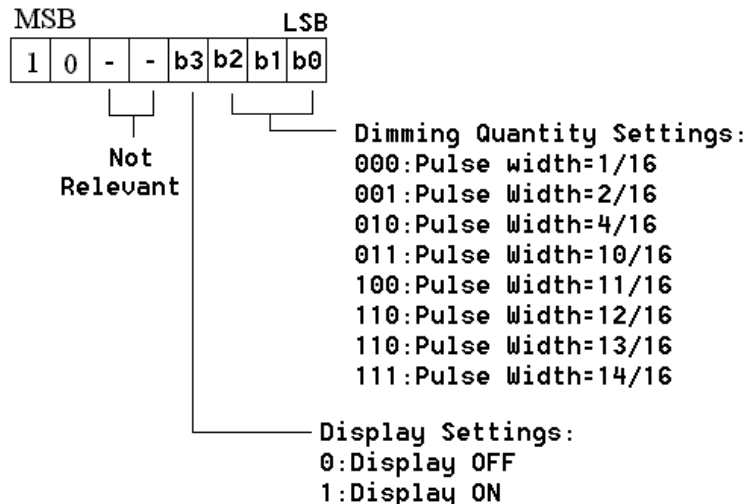 MSB LSB
1 0 - - b3 b2 b1 b0
Not
Relevant
Dimming Quantity Settings:
000:Pulse width=1/16
001:Pulse Width=2/16
010:Pulse Width=4/16
011:Pulse Width=10/16
100:Pulse Width=11/16
110:Pulse Width=12/16
110:Pulse Width=13/16
111:Pulse Width=14/16
Display Settings:
0:Display OFF
1:Display ON